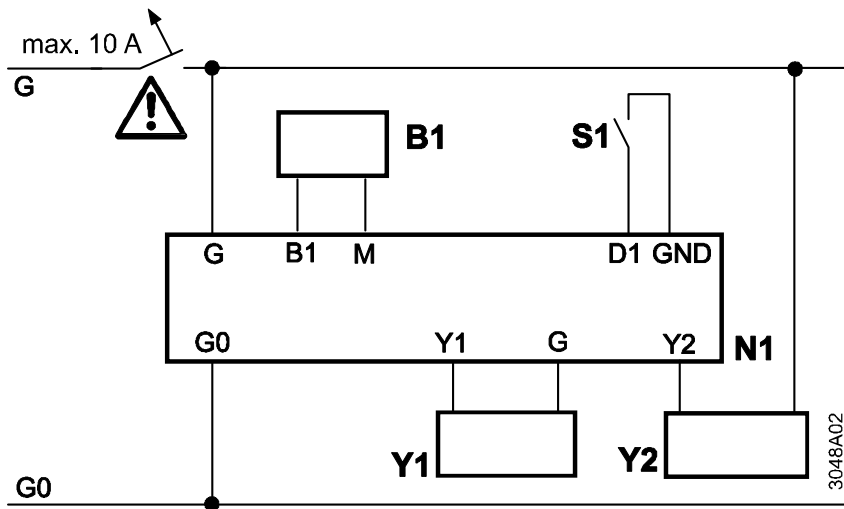 max. 10 A
G
B1
S1
G B1 M D1 GND
G0 Y1 G Y2
N1
Y1
Y2
G0
3048A02